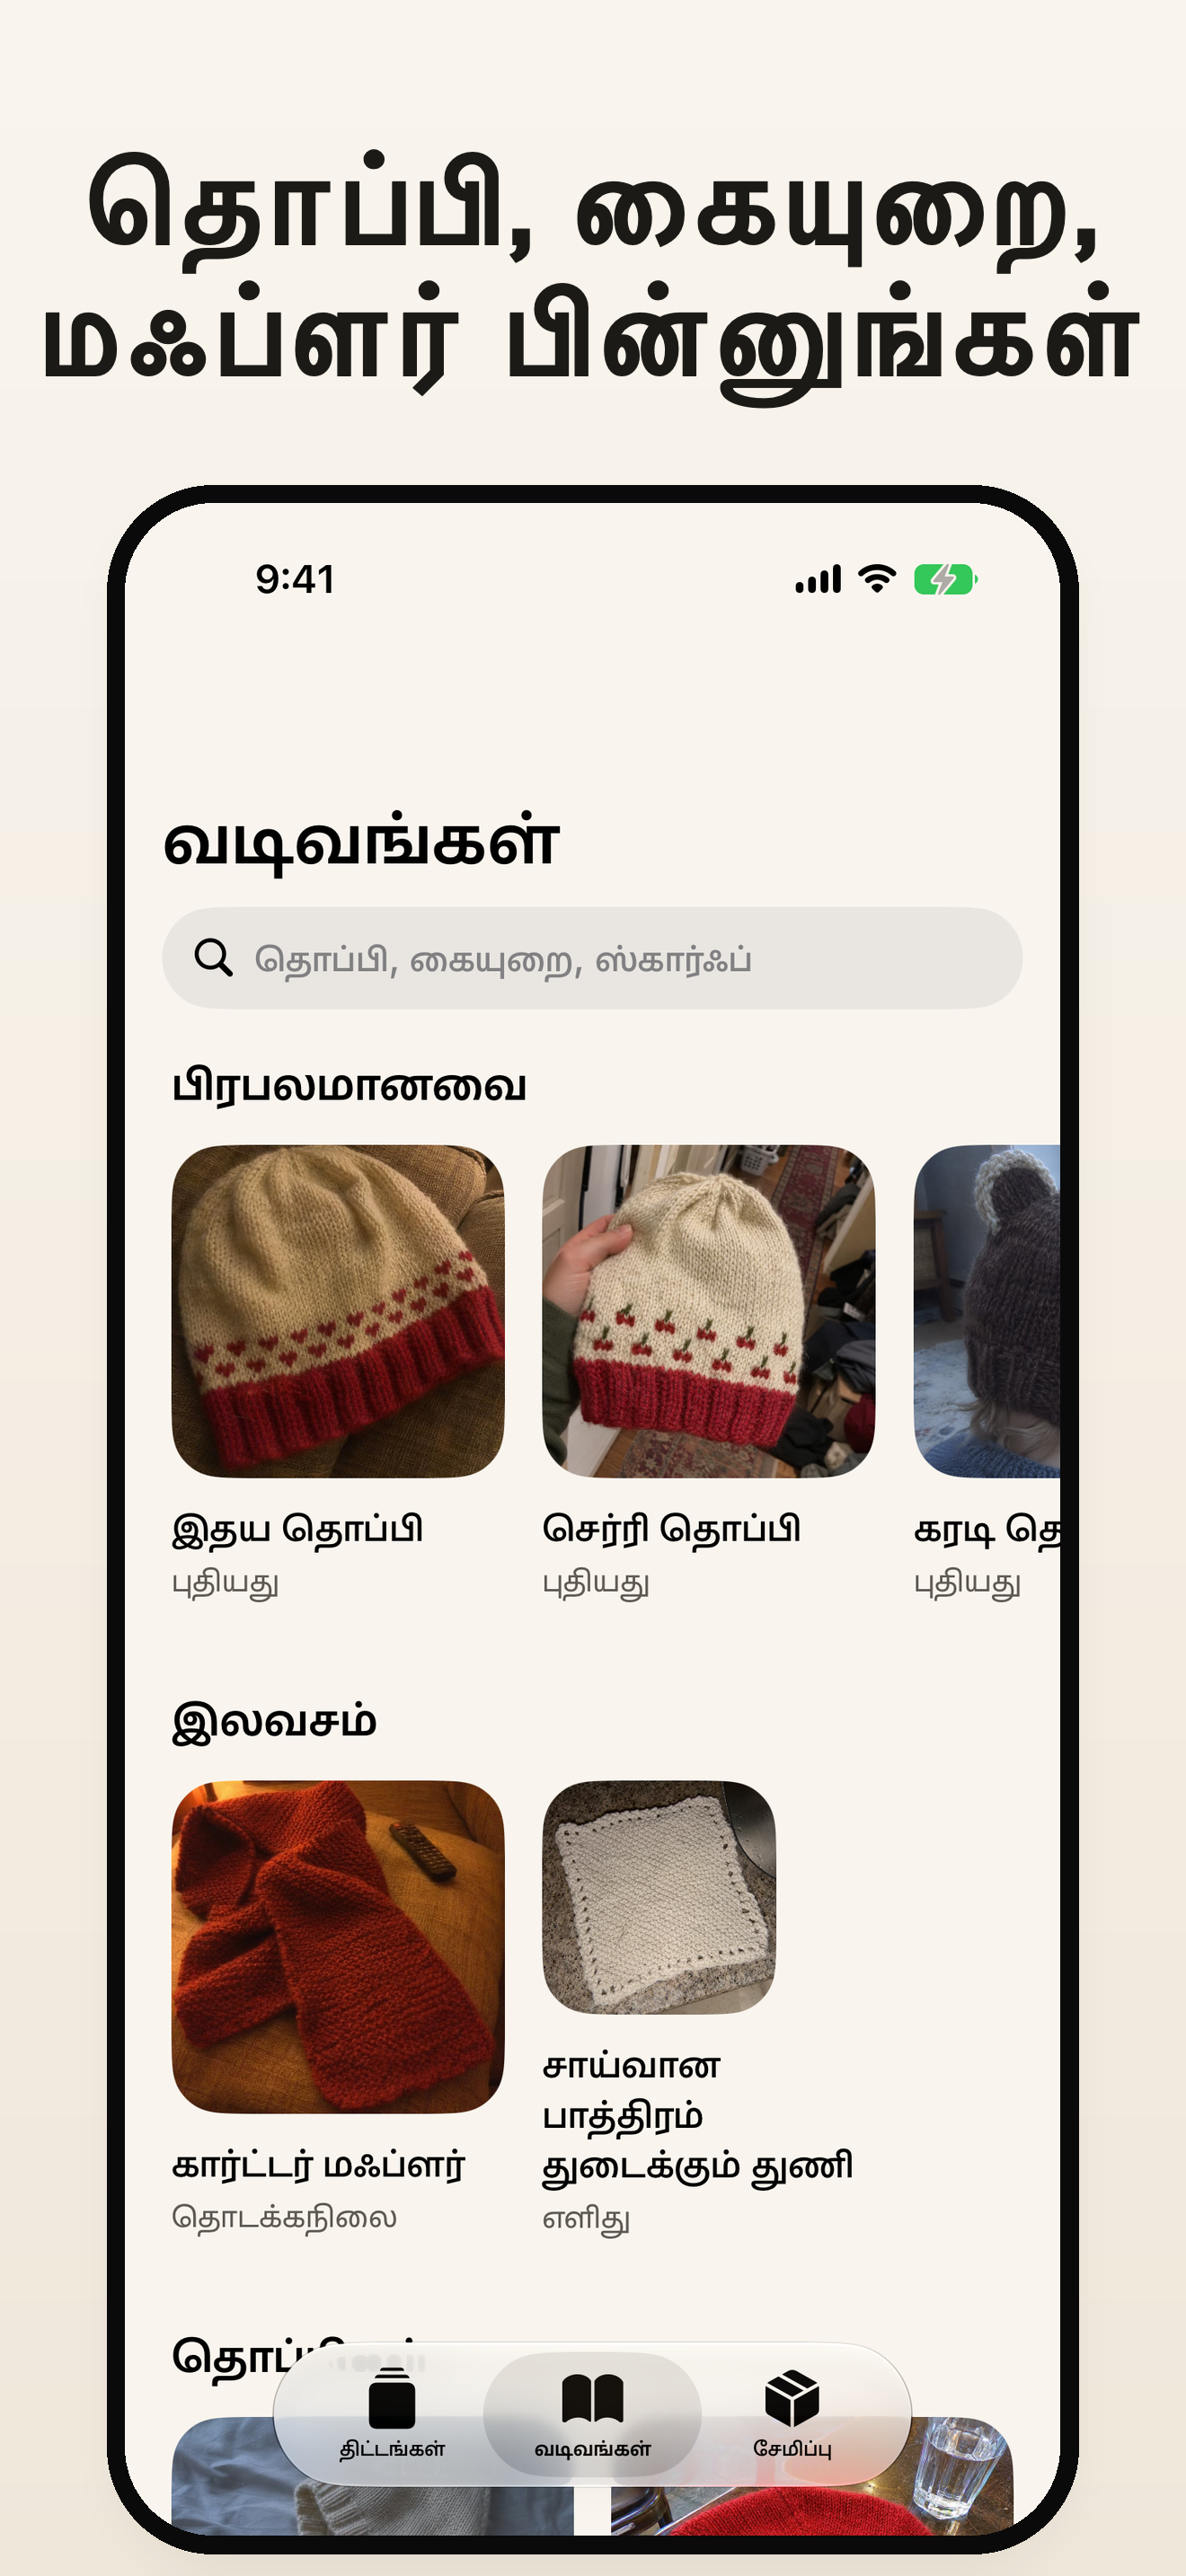 தொப்பி, கையுறை,
மஃப்ளர் பின்னுங்கள்
9:41
வடிவங்கள்
தொப்பி, கையுறை, ஸ்கார்ஃப்
பிரபலமானவை
இதய தொப்பி
புதியது
செர்ரி தொப்பி
புதியது
கரடி
புதியது
இலவசம்
கார்ட்டர் மஃப்ளர்
தொடக்கநிலை
சாய்வான
பாத்திரம்
துடைக்கும் துணி
எளிது
திட்டங்கள்
வடிவங்கள்
சேமிப்பு